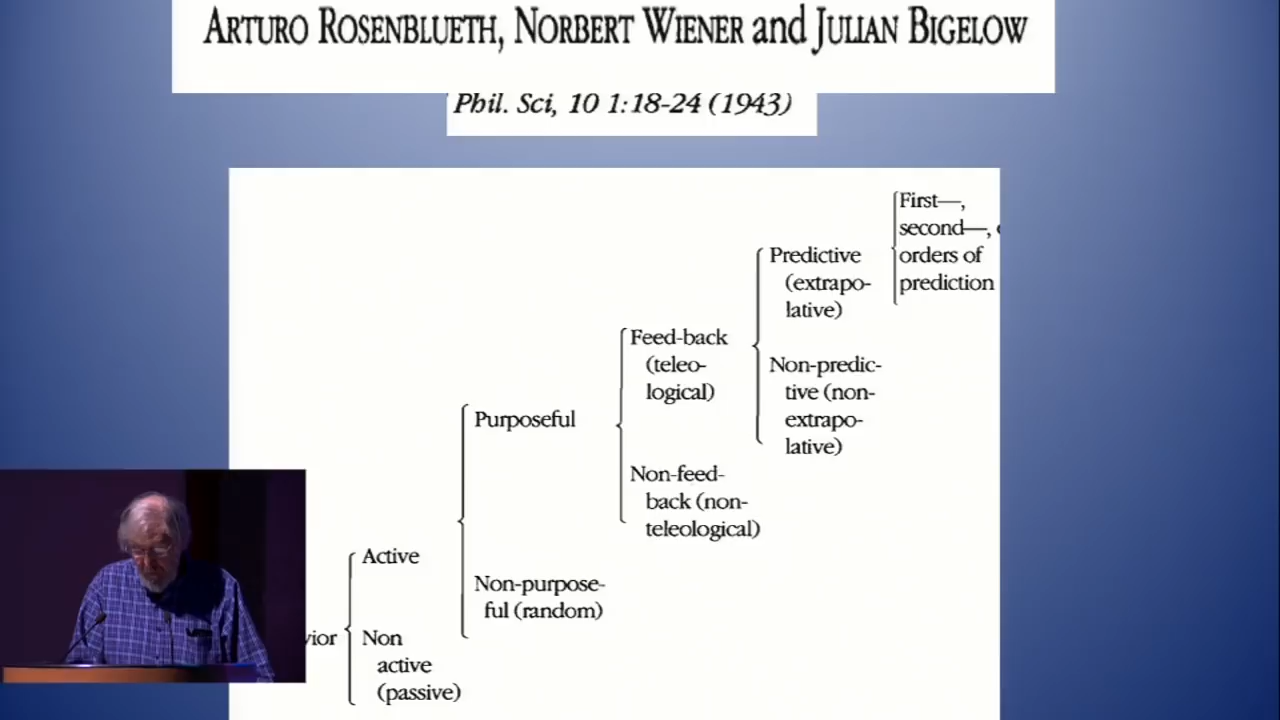 ARTURO ROSENBLUETH, NORBERT WIENER and JULIAN BIGELOW
Phil. Sci, 10 1:18-24 (1943)
First—,
second—,
orders of
prediction
Predictive
(extrapo-
lative)
Non-predic-
tive (non-
extrapo-
lative)
Feed-back
(teleo-
logical)
Non-feed-
back (non-
teleological)
Purposeful
Non-purpose-
ful (random)
Active
vior
Non
active
(passive)